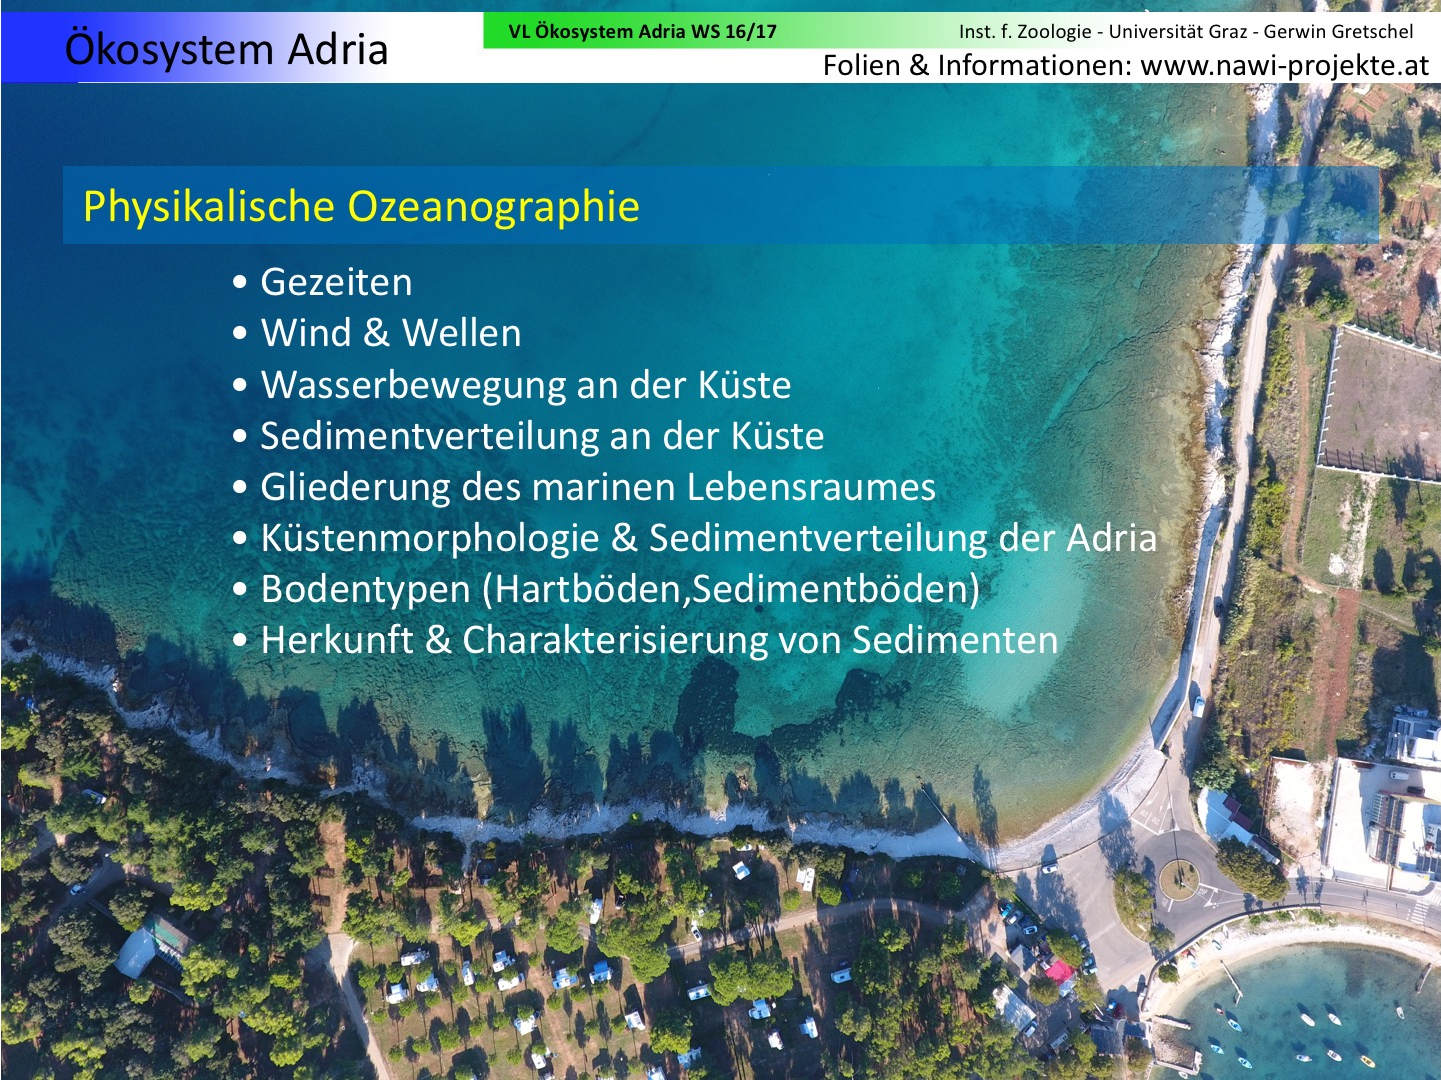 Ökosystem Adria
VL Ökosystem Adria WS 16/17
Inst. f. Zoologie - Universität Graz - Gerwin Gretschel
Folien & Informationen: www.nawi-projekte.at
Physikalische Ozeanographie
• Gezeiten
• Wind & Wellen
• Wasserbewegung an der Küste
• Sedimentverteilung an der Küste
• Gliederung des marinen Lebensraumes
• Küstenmorphologie & Sedimentverteilung der Adria
• Bodentypen (Hartböden,Sedimentböden)
• Herkunft & Charakterisierung von Sedimenten